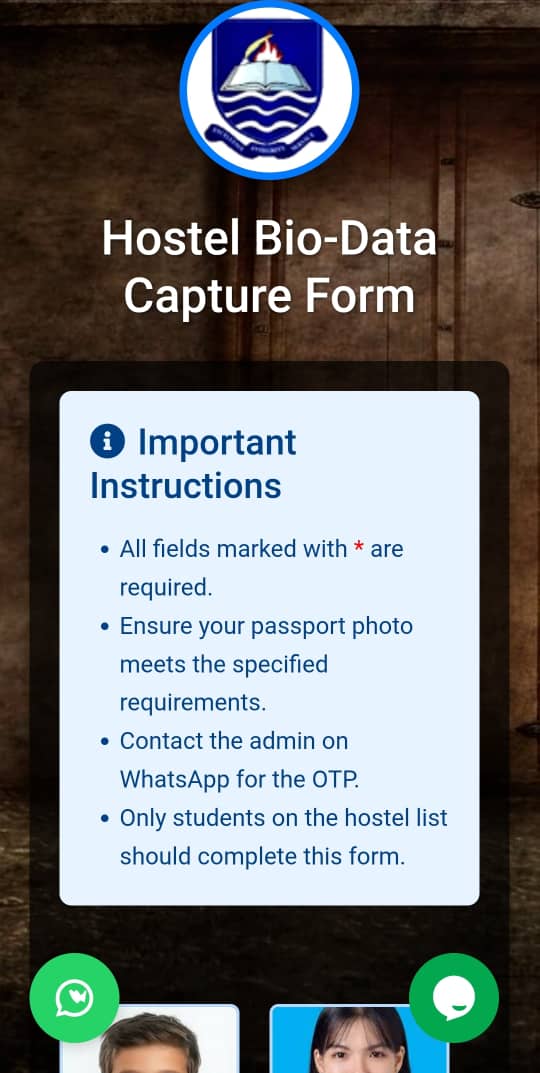 EXCELLENCE INTEGRITY SERVICE
Hostel Bio-Data
Capture Form
Important
Instructions
• All fields marked with * are
required.
• Ensure your passport photo
meets the specified
requirements.
• Contact the admin on
WhatsApp for the OTP.
• Only students on the hostel list
should complete this form.